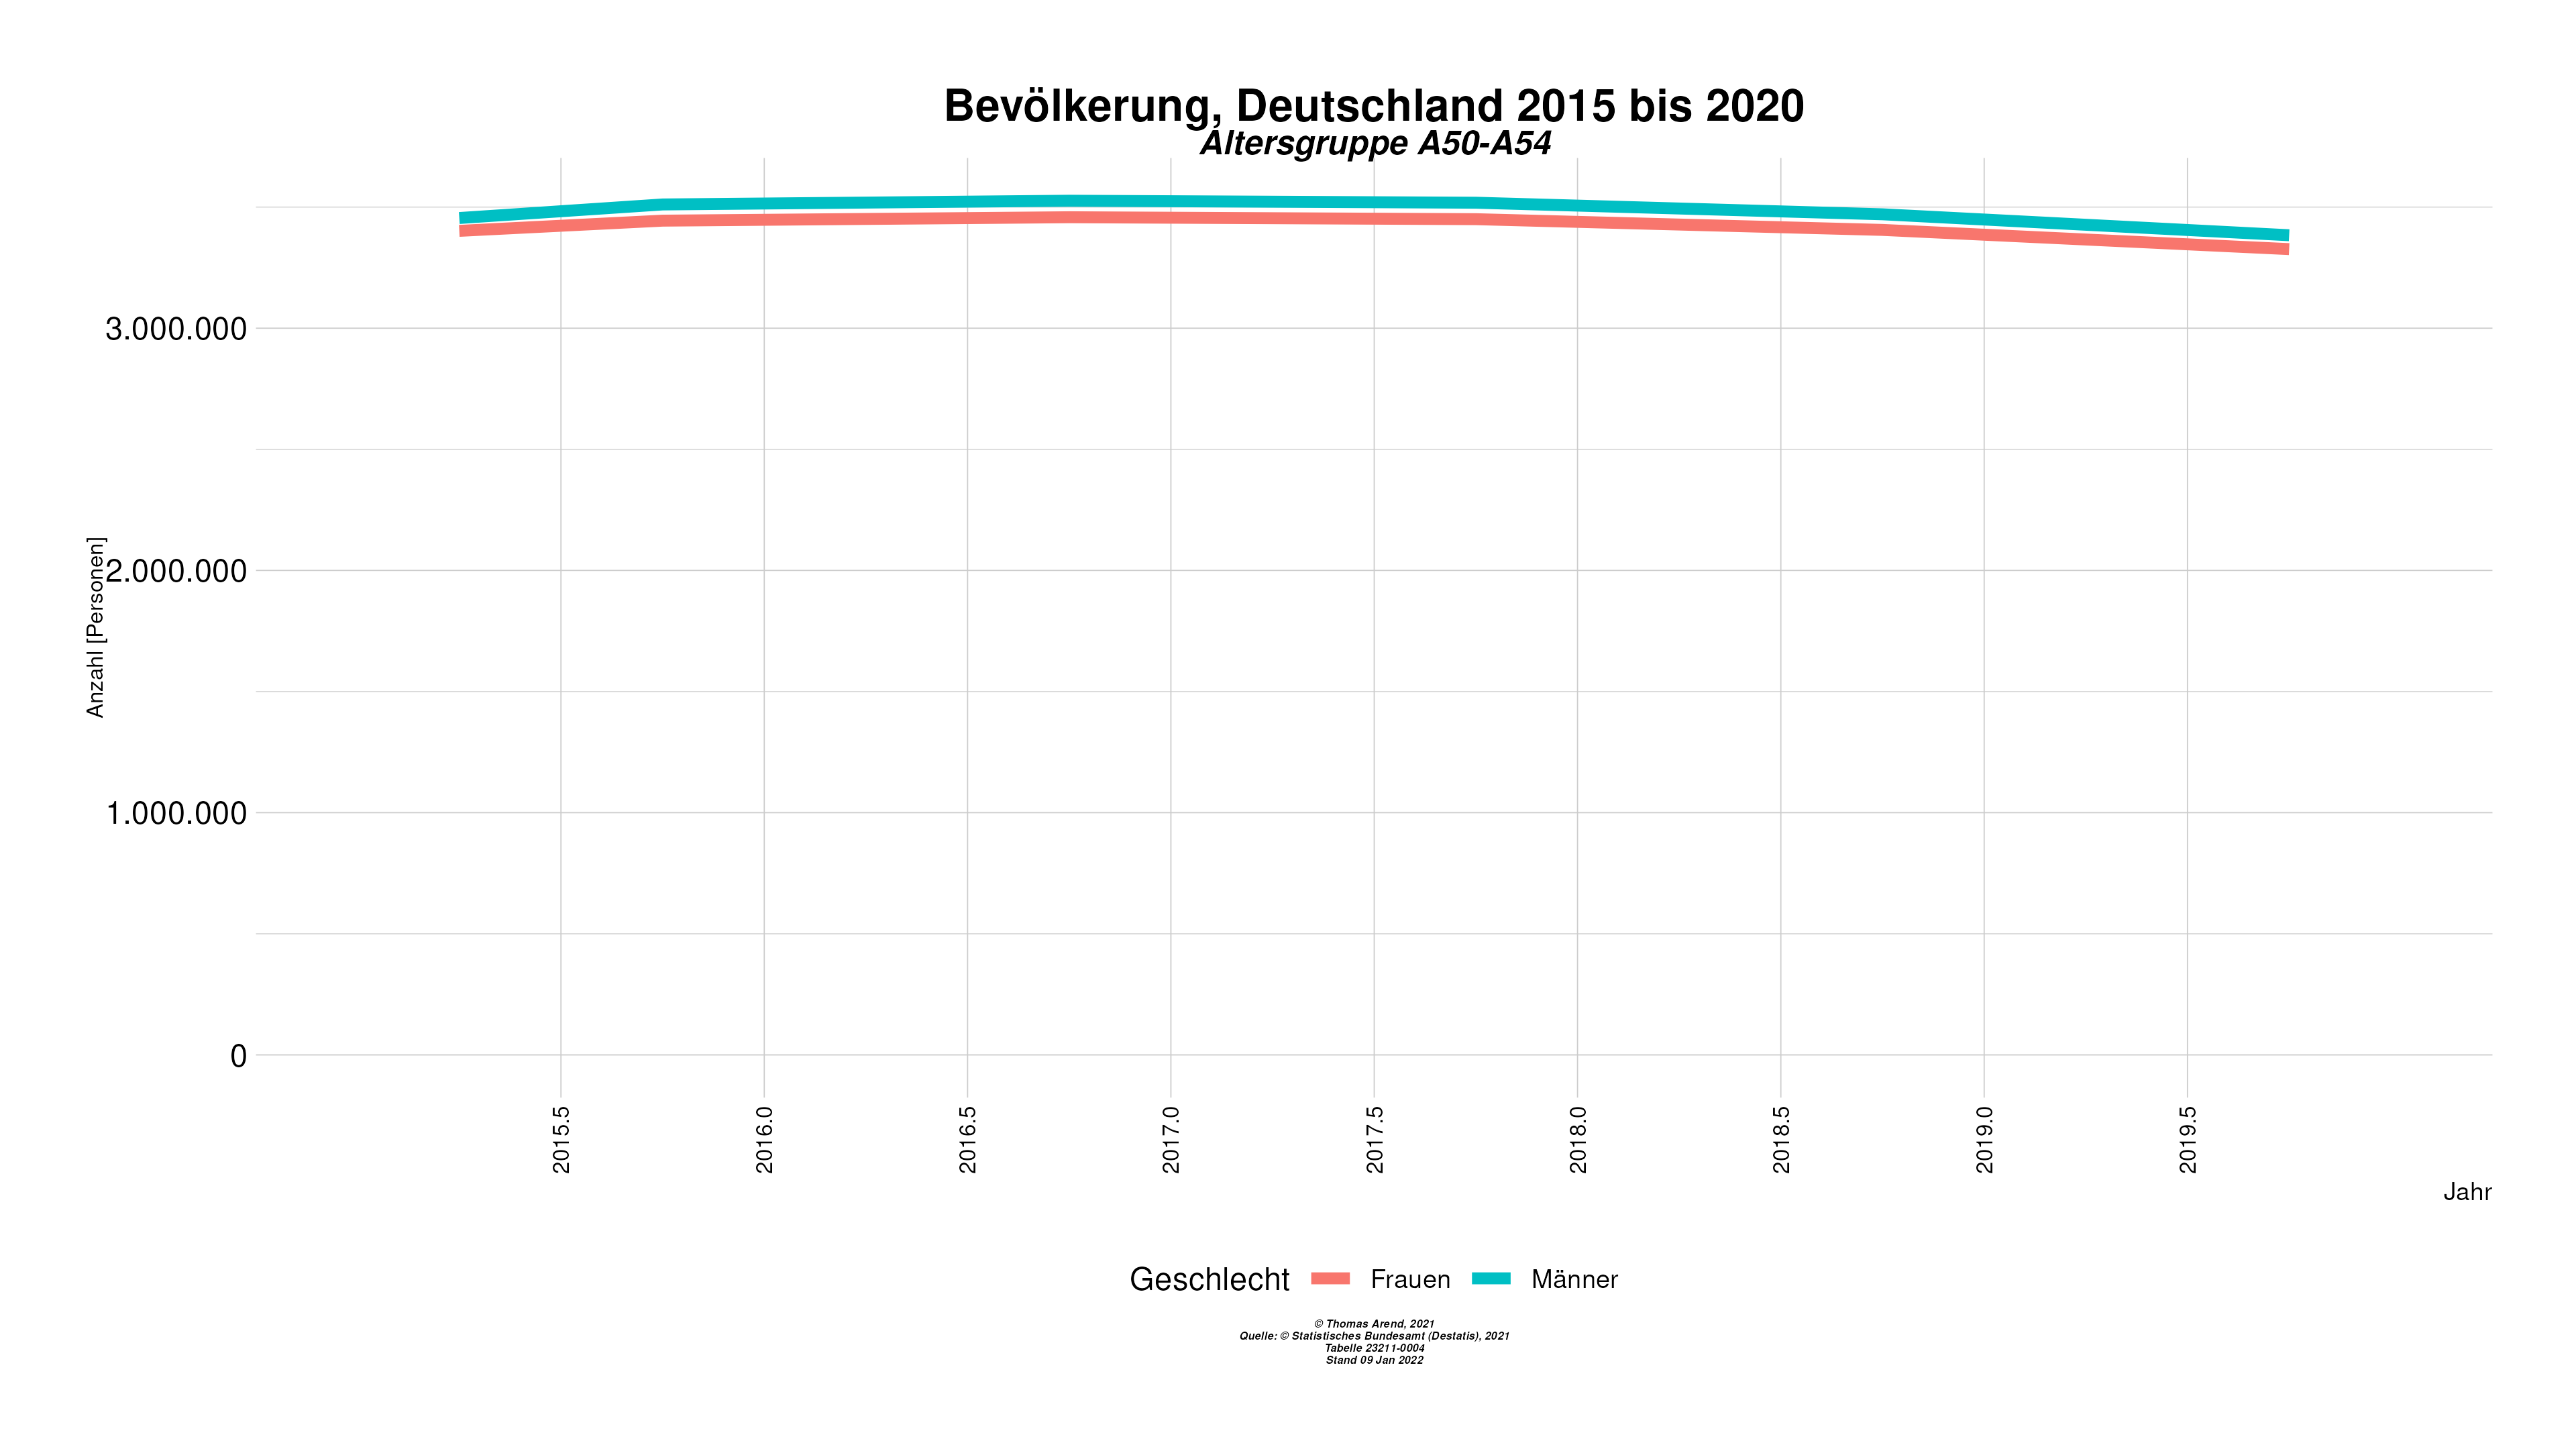 Bevölkerung, Deutschland 2015 bis 2020
Altersgruppe A50-A54
Anzahl [Personen]
3.000.000
2.000.000
1.000.000
0
2015.5
2016.0
2016.5
2017.0
2017.5
2018.0
2018.5
2019.0
2019.5
Jahr
Geschlecht Frauen Männer
© Thomas Arend, 2021
Quelle: © Statistisches Bundesamt (Destatis), 2021
Tabelle 23211-0004
Stand 09 Jan 2022